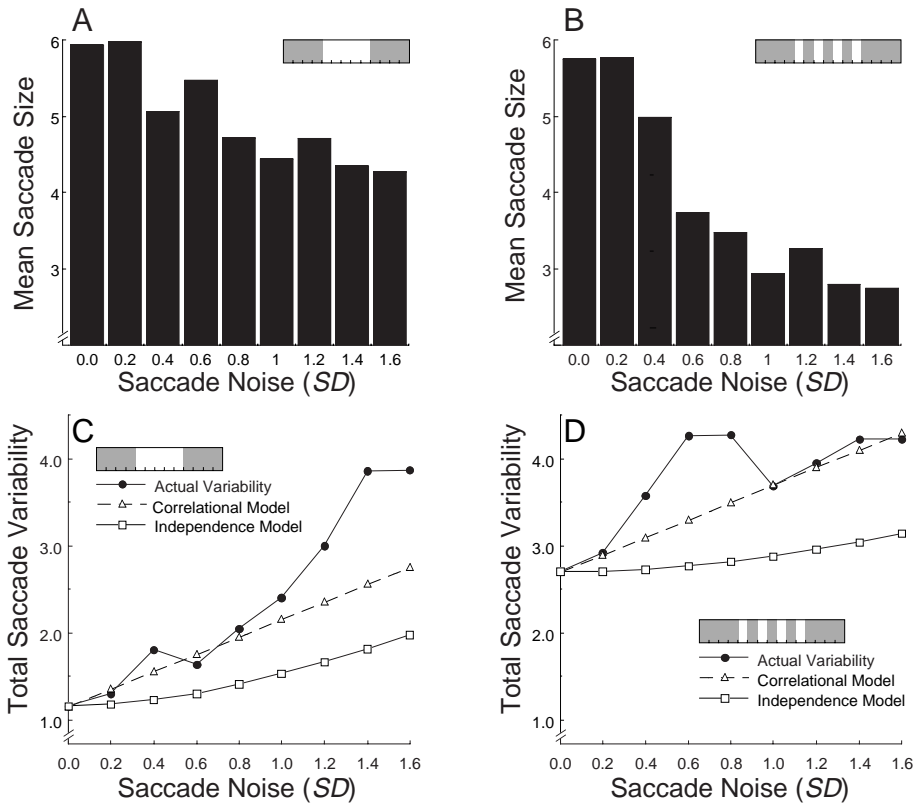 A
Mean Saccade Size
6
5
4
3
0.0 0.2 0.4 0.6 0.8 1 1.2 1.4 1.6
Saccade Noise (SD)
B
Mean Saccade Size
6
5
4
3
0.0 0.2 0.4 0.6 0.8 1 1.2 1.4 1.6
Saccade Noise (SD)
C
Total Saccade Variability
4.0
3.0
2.0
1.0
Actual Variability
Correlational Model
Independence Model
0.0 0.2 0.4 0.6 0.8 1.0 1.2 1.4 1.6
Saccade Noise (SD)
D
Total Saccade Variability
4.0
3.0
2.0
1.0
Actual Variability
Correlational Model
Independence Model
0.0 0.2 0.4 0.6 0.8 1.0 1.2 1.4 1.6
Saccade Noise (SD)